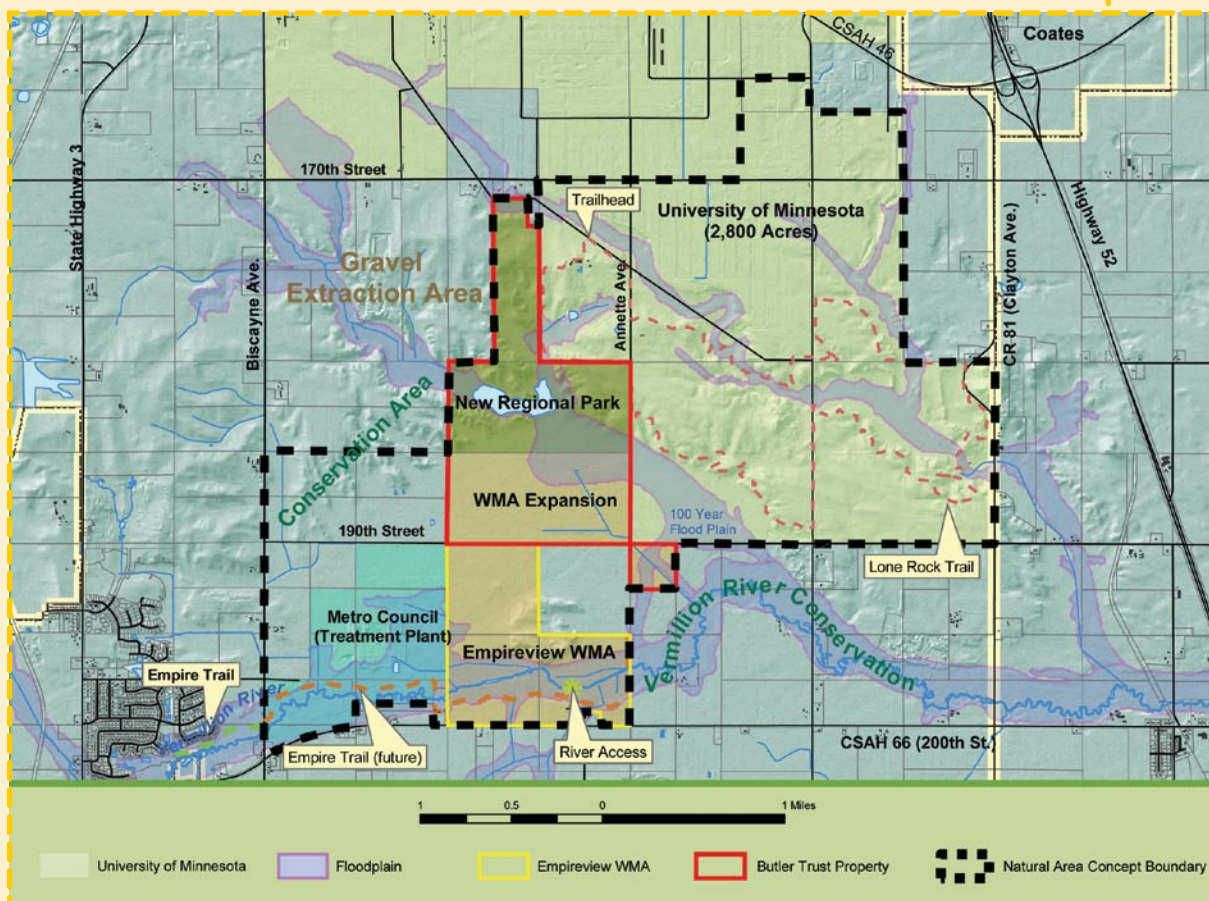 Coates
CSAH 46
State Highway 3
170th Street
Trailhead
University of Minnesota
(2,800 Acres)
Highway 52
Gravel
Extraction Area
Biscayne Ave.
Annette Ave.
CR 81 (Clayton Ave.)
Conservation Area
New Regional Park
WMA Expansion
190th Street
100 Year
Flood Plain
Lone Rock Trail
Metro Council
(Treatment Plant)
Vermillion River Conservation
Empireview WMA
Empire Trail
Vermillion River
Empire Trail (future)
River Access
CSAH 66 (200th St.)
1 0.5 0 1 Miles
University of Minnesota
Floodplain
Empireview WMA
Butler Trust Property
Natural Area Concept Boundary